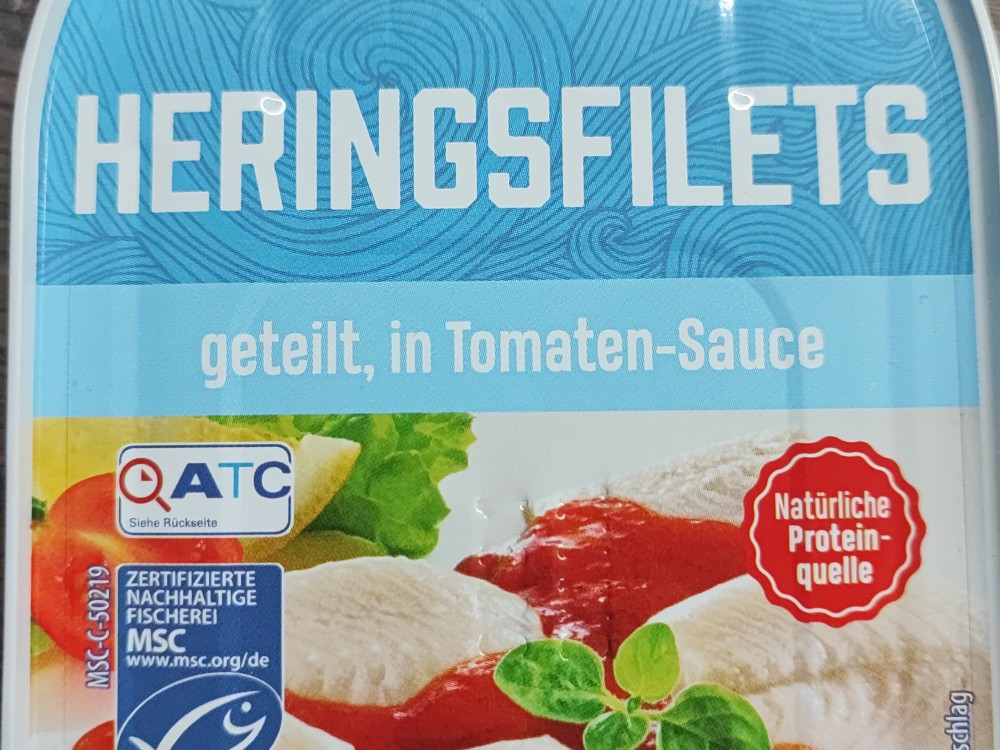 HERINGSFILETS
geteilt, in Tomaten-Sauce
ATC
Siehe Rückseite
Natürliche
Protein-
quelle
MSC-C-50219
ZERTIFIZIERTE
NACHHALTIGE
FISCHEREI
MSC
www.msc.org/de